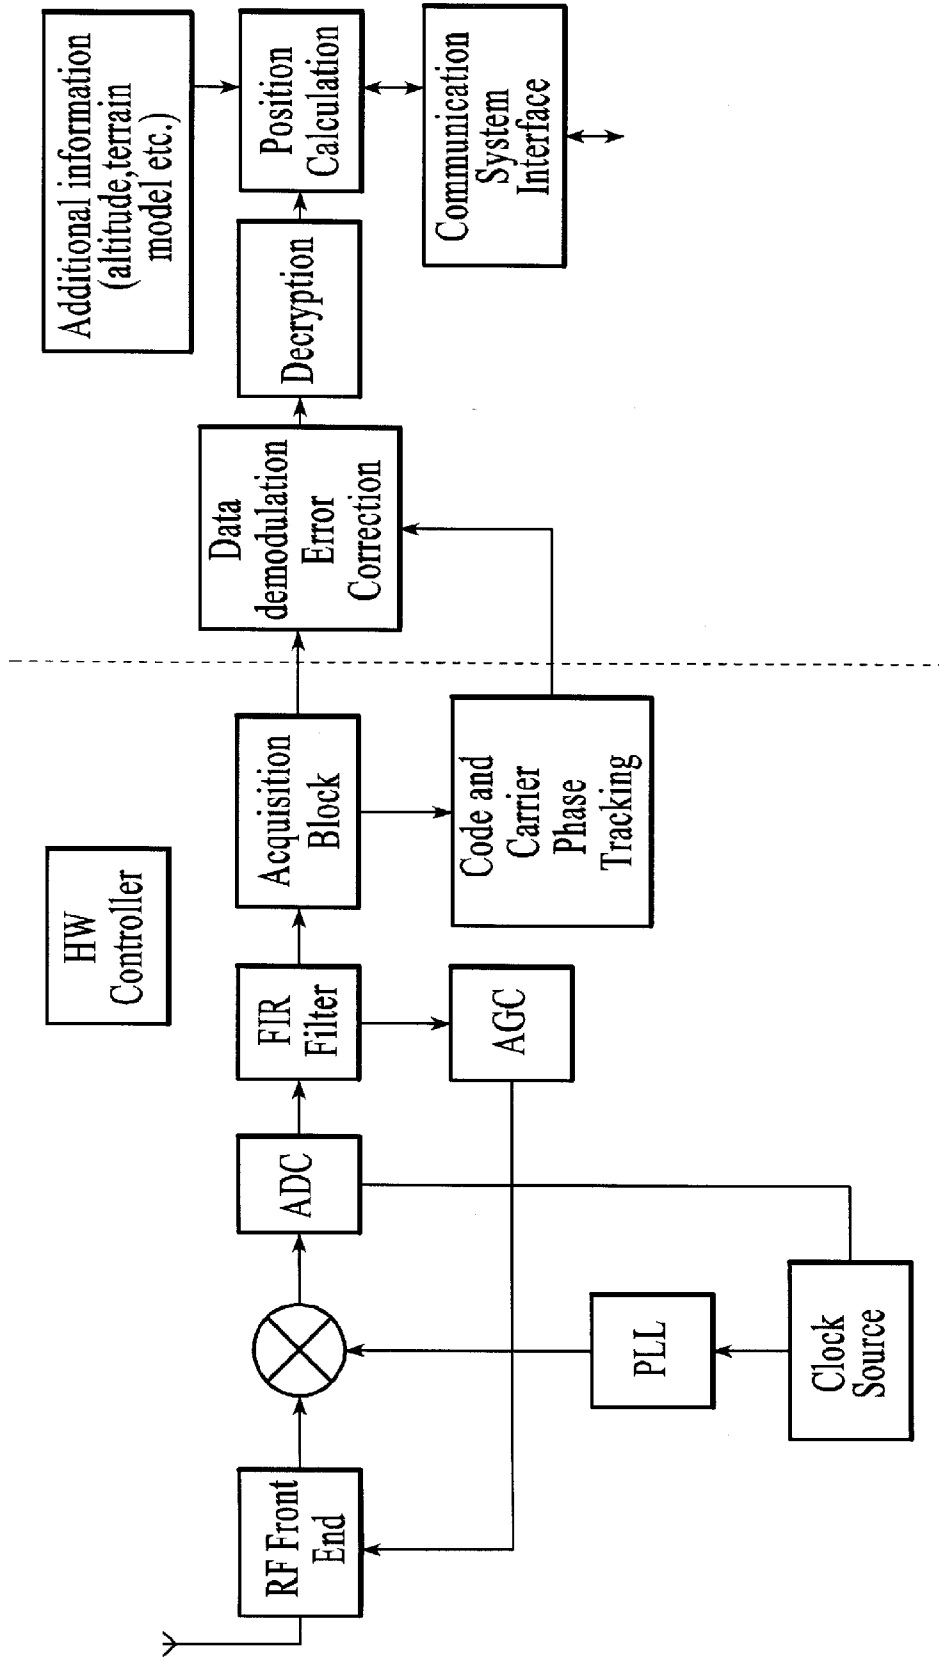 RF Front
End
ADC
FIR
Filter
AGC
PLL
Clock
Source
HW
Controller
Acquisition
Block
Code and
Carrier
Phase
Tracking
Data
demodulation
Error
Correction
Decryption
Additional information
(altitude,terrain
model etc.)
Position
Calculation
Communication
System
Interface